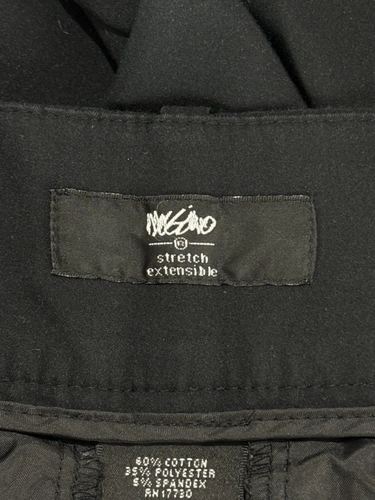 Mossimo
stretch
extensible
60% COTTON
35% POLYESTER
5% SPANDEX
RN 17730